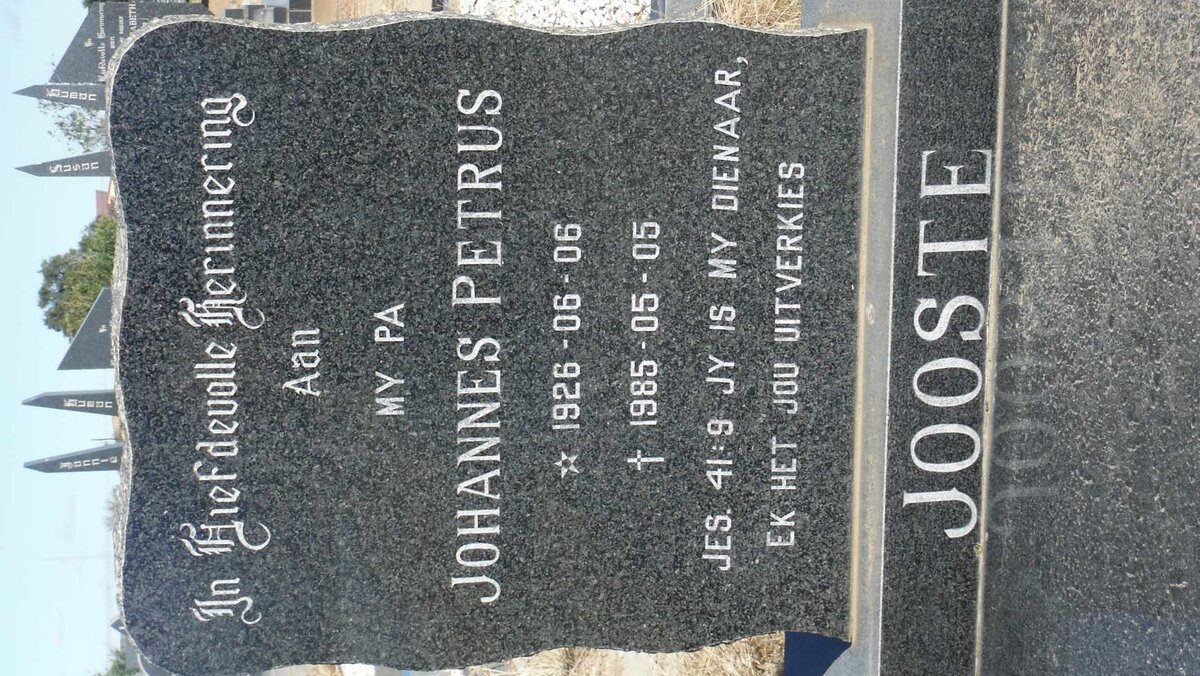 In Liefdevolle Herinnering
Aan
MY PA
JOHANNES PETRUS
☆ 1926-06-06
† 1985-05-05
JES. 41:9 JY IS MY DIENAAR,
EK HET JOU UITVERKIES
JOOSTE